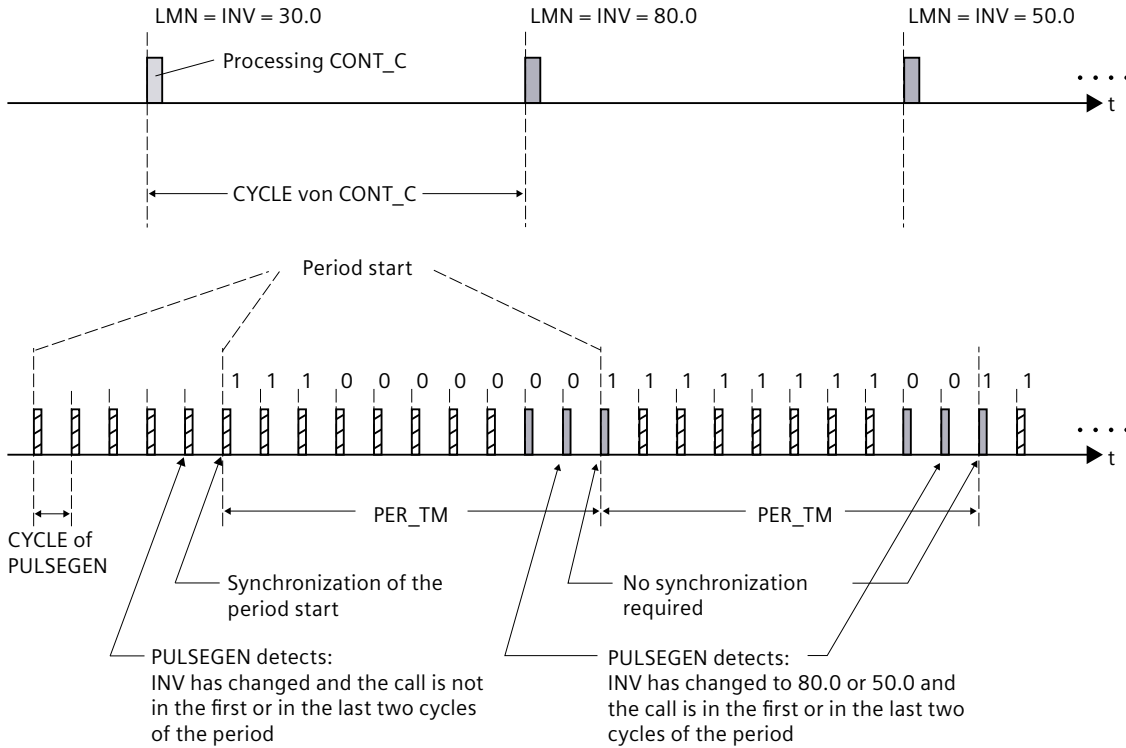 LMN = INV = 30.0 LMN = INV = 80.0 LMN = INV = 50.0
Processing CONT_C
. . . .
t
CYCLE von CONT_C
Period start
1 1 1 0 0 0 0 0 0 0 1 1 1 1 1 1 1 1 0 0 1 1
. . . .
t
PER_TM PER_TM
CYCLE of
PULSEGEN
Synchronization of the
period start
No synchronization
required
PULSEGEN detects:
INV has changed and the call is not
in the first or in the last two cycles
of the period
PULSEGEN detects:
INV has changed to 80.0 or 50.0 and
the call is in the first or in the last two
cycles of the period